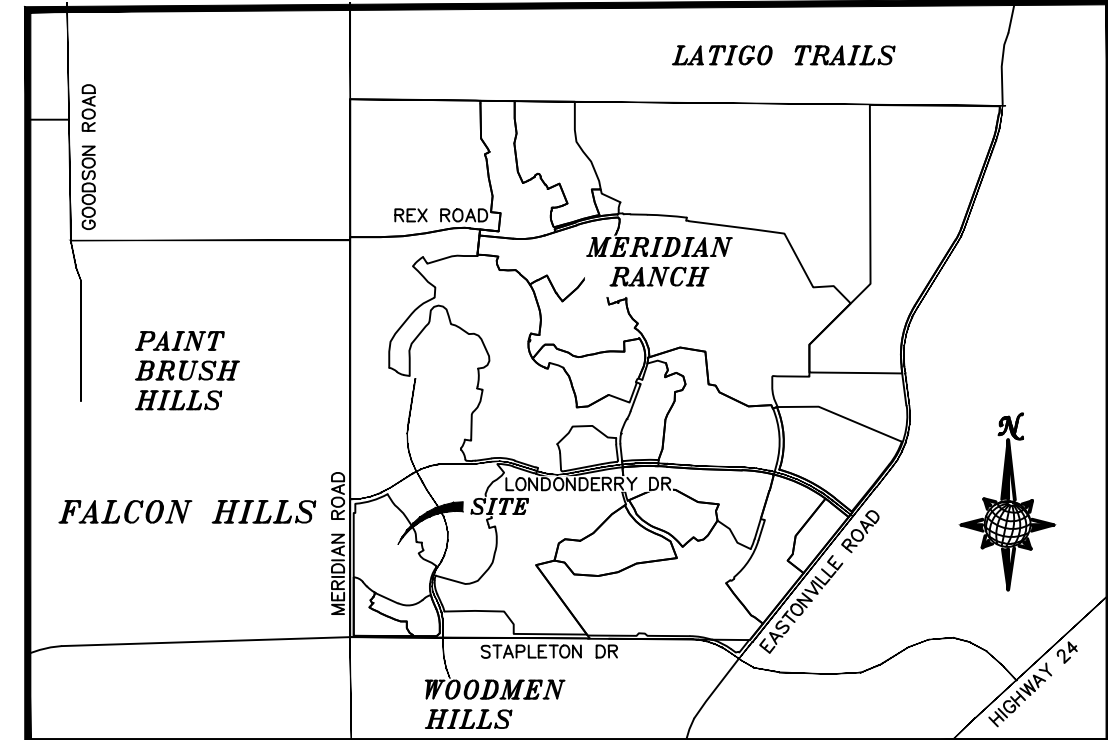 LATIGO TRAILS
GOODSON ROAD
REX ROAD
MERIDIAN
RANCH
PAINT
BRUSH
HILLS
N
LONDONDERRY DR.
SITE
FALCON HILLS
MERIDIAN ROAD
EASTONVILLE ROAD
STAPLETON DR
HIGHWAY 24
WOODMEN
HILLS